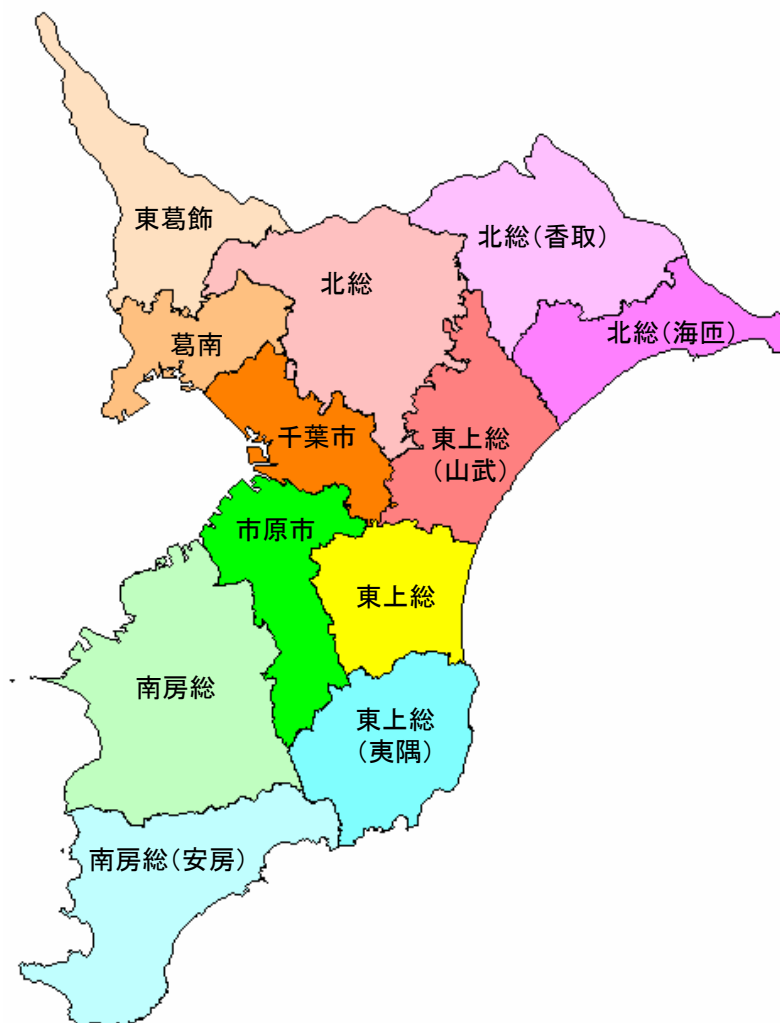 東葛飾
北総(香取)
北総
北総(海匝)
葛南
千葉市
東上総
(山武)
市原市
東上総
南房総
東上総
(夷隅)
南房総(安房)